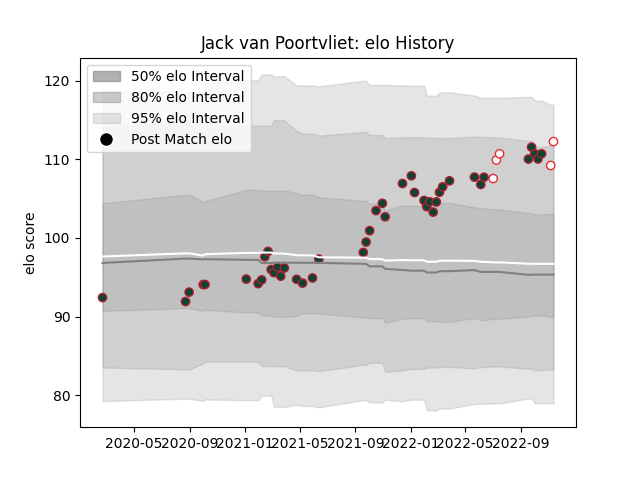 Jack van Poortvliet: elo History
50% elo Interval
80% elo Interval
95% elo Interval
Post Match elo
elo score
120
110
100
90
80
2020-05
2020-09
2021-01
2021-05
2021-09
2022-01
2022-05
2022-09